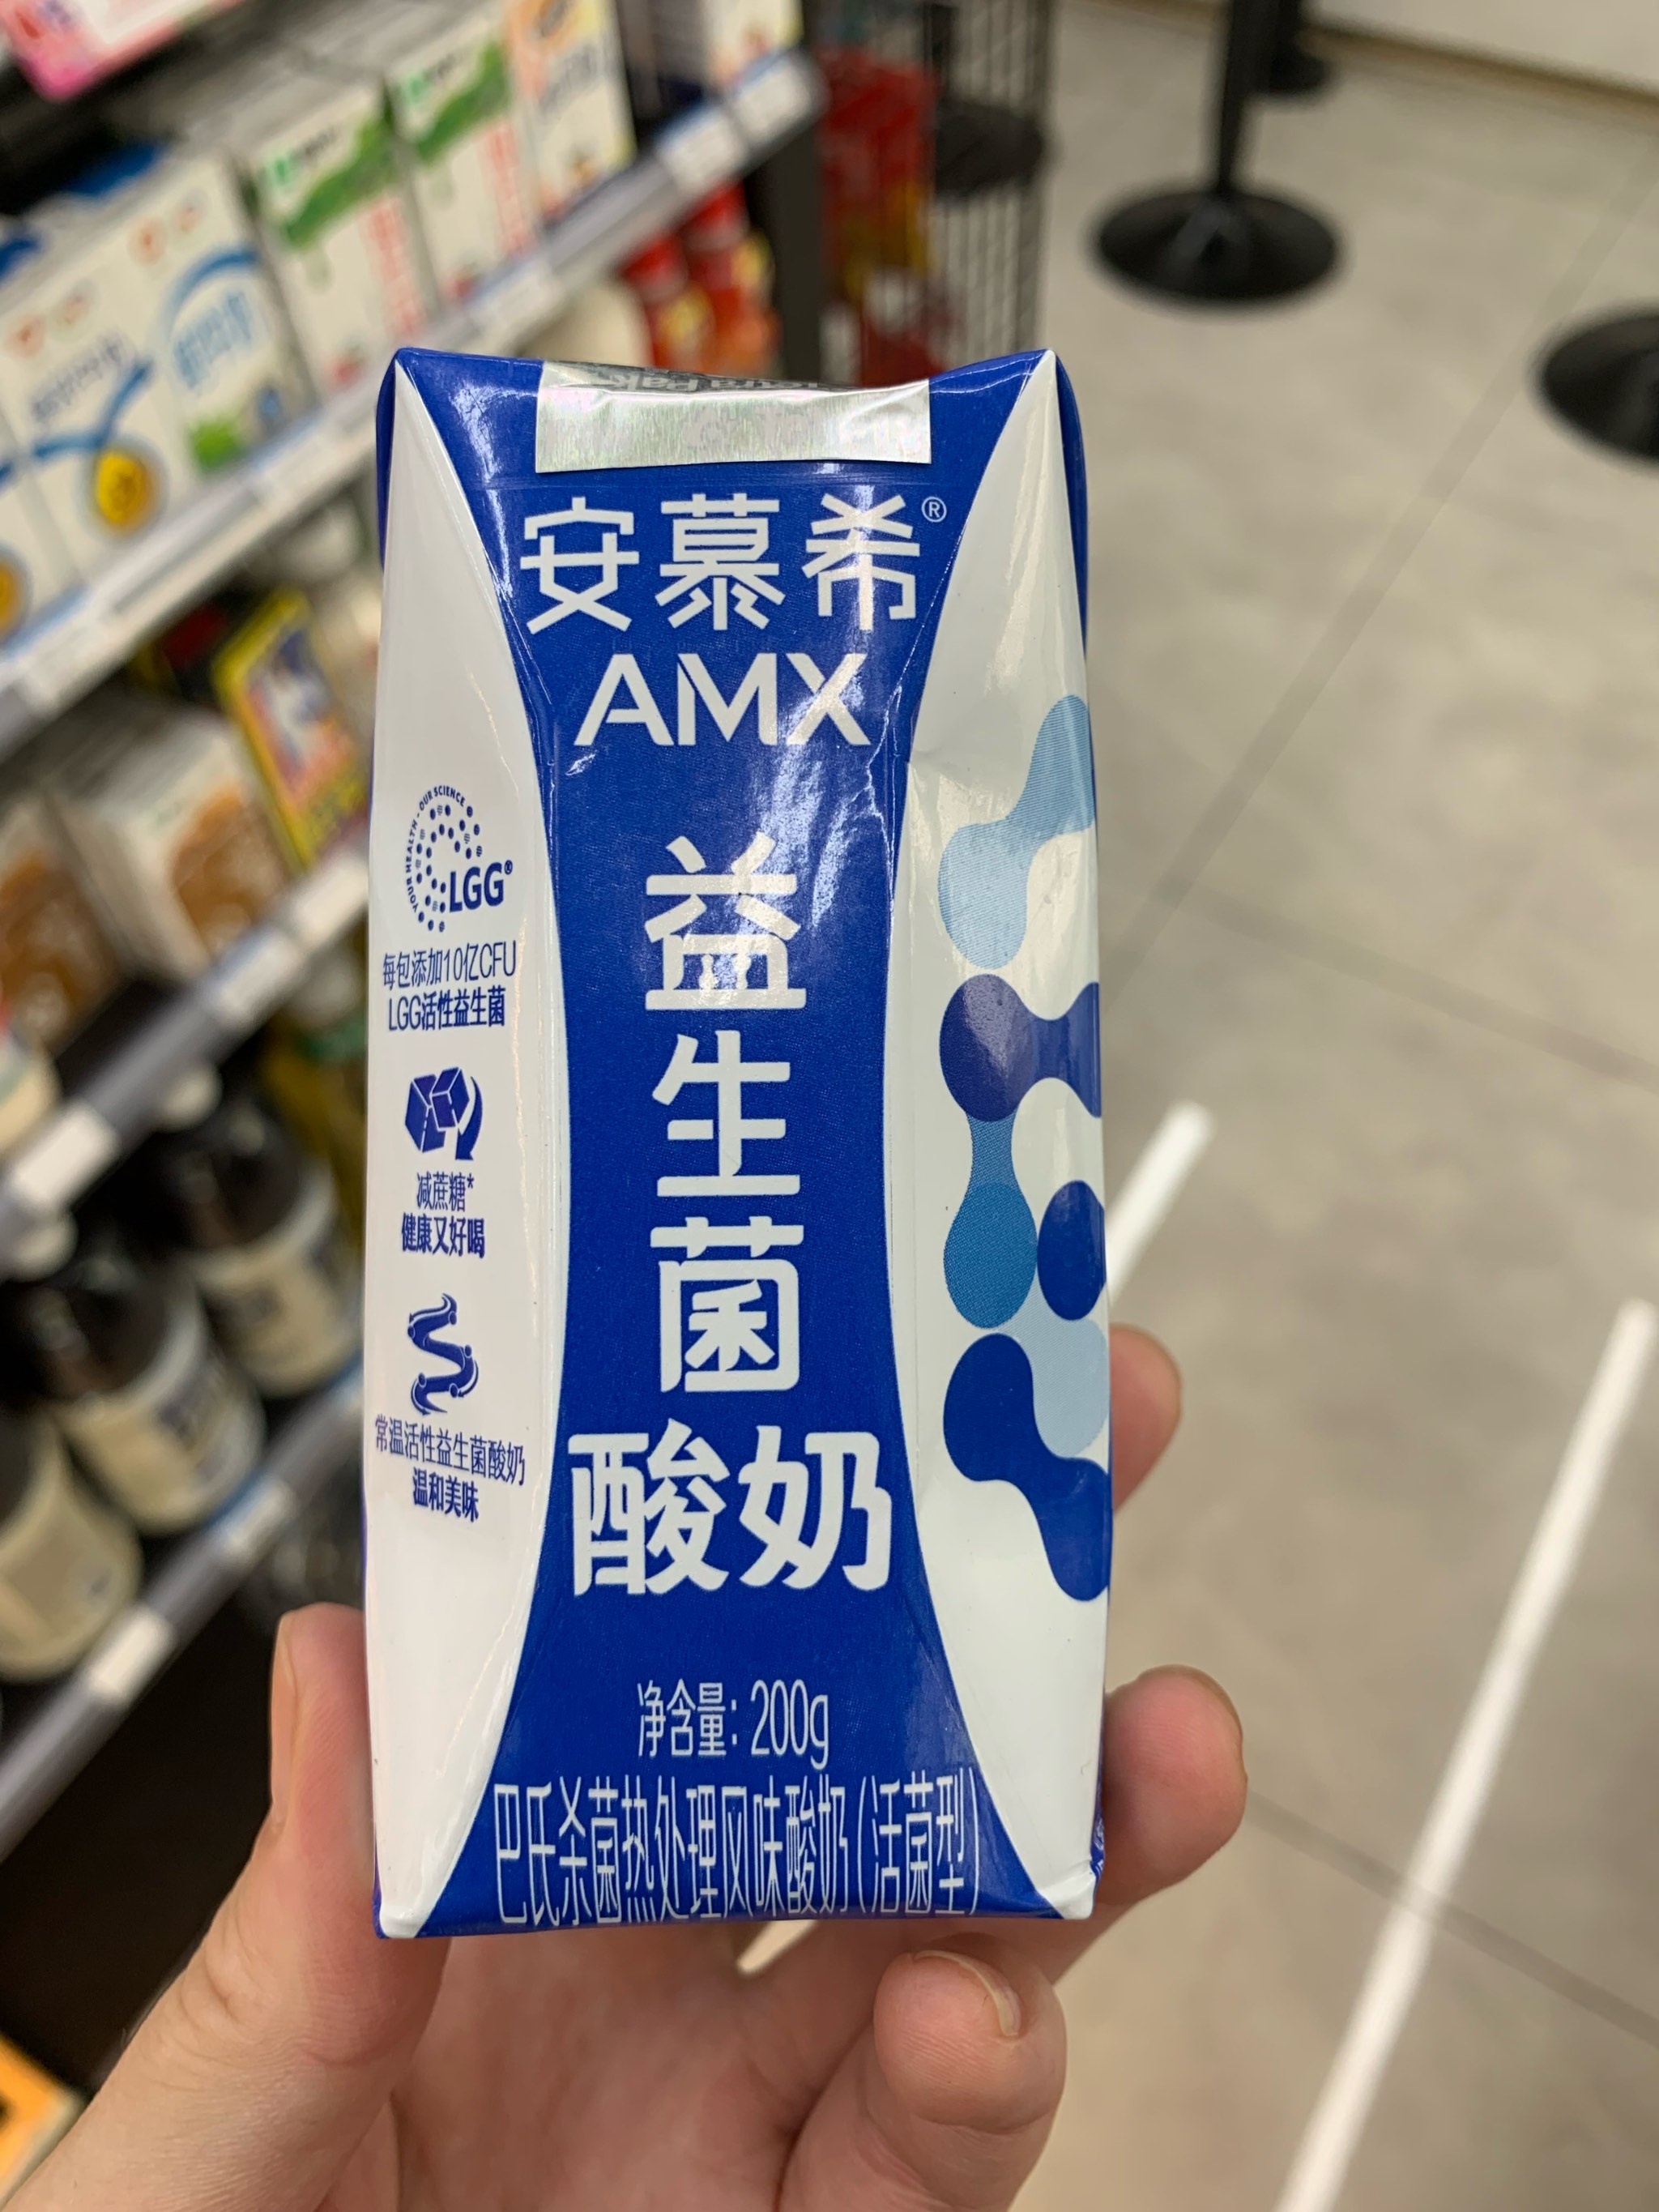 安慕希®
AMX
YOUR HEALTH · OUR SCIENCE
LGG®
每包添加10亿CFU
LGG活性益生菌
减蔗糖*
健康又好喝
常温活性益生菌酸奶
温和美味
益
生
菌
酸奶
净含量: 200g
巴氏杀菌热处理风味酸奶(活菌型)